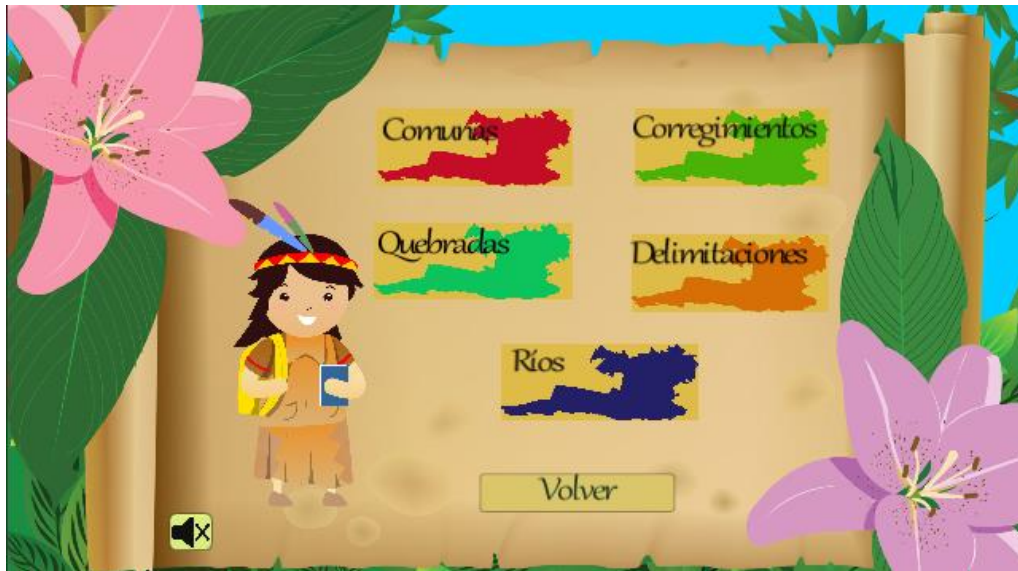 Comunas
Corregimientos
Quebradas
Delimitaciones
Ríos
Volver